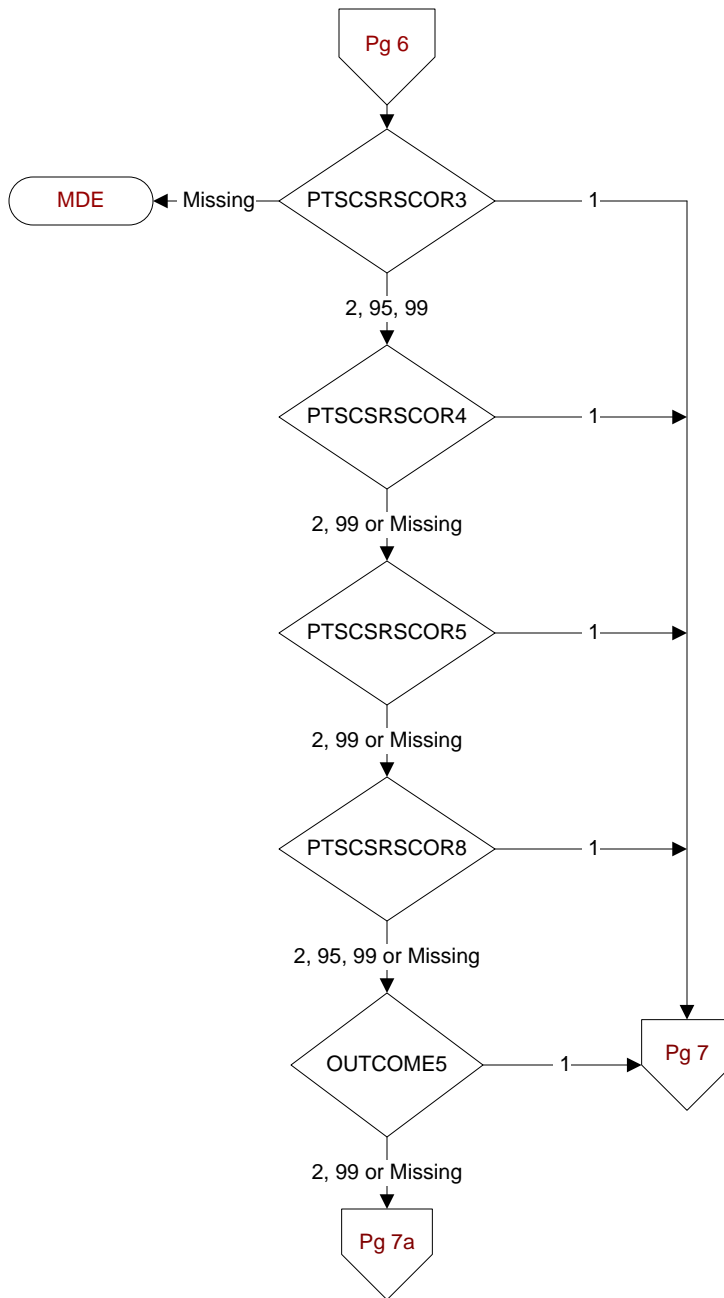 Pg 6
PTSCSRSCOR3
MDE
Missing
1
2, 95, 99
PTSCSRSCOR4
1
2, 99 or Missing
PTSCSRSCOR5
1
2, 99 or Missing
PTSCSRSCOR8
1
2, 95, 99 or Missing
OUTCOME5
1
Pg 7
2, 99 or Missing
Pg 7a